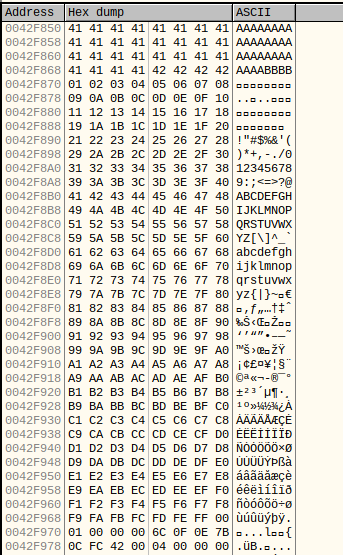 Address Hex dump ASCII
0042F850 41 41 41 41 41 41 41 41 AAAAAAAA
0042F858 41 41 41 41 41 41 41 41 AAAAAAAA
0042F860 41 41 41 41 41 41 41 41 AAAAAAAA
0042F868 41 41 41 41 42 42 42 42 AAAABBBB
0042F870 01 02 03 04 05 06 07 08 ▯▯▯▯▯▯▯▯
0042F878 09 0A 0B 0C 0D 0E 0F 10 ..▯..▯▯▯
0042F880 11 12 13 14 15 16 17 18 ▯▯▯▯▯▯▯▯
0042F888 19 1A 1B 1C 1D 1E 1F 20 ▯▯▯▯▯▯▯
0042F890 21 22 23 24 25 26 27 28 !"#$%&'(
0042F898 29 2A 2B 2C 2D 2E 2F 30 )*+,-./0
0042F8A0 31 32 33 34 35 36 37 38 12345678
0042F8A8 39 3A 3B 3C 3D 3E 3F 40 9:;<=>?@
0042F8B0 41 42 43 44 45 46 47 48 ABCDEFGH
0042F8B8 49 4A 4B 4C 4D 4E 4F 50 IJKLMNOP
0042F8C0 51 52 53 54 55 56 57 58 QRSTUVWX
0042F8C8 59 5A 5B 5C 5D 5E 5F 60 YZ[\]^_`
0042F8D0 61 62 63 64 65 66 67 68 abcdefgh
0042F8D8 69 6A 6B 6C 6D 6E 6F 70 ijklmnop
0042F8E0 71 72 73 74 75 76 77 78 qrstuvwx
0042F8E8 79 7A 7B 7C 7D 7E 7F 80 yz{|}~▯€
0042F8F0 81 82 83 84 85 86 87 88 ▯‚ƒ„…†‡ˆ
0042F8F8 89 8A 8B 8C 8D 8E 8F 90 ‰Š‹Œ▯Ž▯▯
0042F900 91 92 93 94 95 96 97 98 ‘’“”•–—˜
0042F908 99 9A 9B 9C 9D 9E 9F A0 ™š›œ▯žŸ
0042F910 A1 A2 A3 A4 A5 A6 A7 A8 ¡¢£¤¥¦§¨
0042F918 A9 AA AB AC AD AE AF B0 ©ª«¬-®¯°
0042F920 B1 B2 B3 B4 B5 B6 B7 B8 ±²³´µ¶·¸
0042F928 B9 BA BB BC BD BE BF C0 ¹º»¼½¾¿À
0042F930 C1 C2 C3 C4 C5 C6 C7 C8 ÁÂÃÄÅÆÇÈ
0042F938 C9 CA CB CC CD CE CF D0 ÉÊËÌÍÎÏÐ
0042F940 D1 D2 D3 D4 D5 D6 D7 D8 ÑÒÓÔÕÖ×Ø
0042F948 D9 DA DB DC DD DE DF E0 ÙÚÛÜÝÞßà
0042F950 E1 E2 E3 E4 E5 E6 E7 E8 áâãäåæçè
0042F958 E9 EA EB EC ED EE EF F0 éêëìíîïð
0042F960 F1 F2 F3 F4 F5 F6 F7 F8 ñòóôõö÷ø
0042F968 F9 FA FB FC FD FE FF 00 ùúûüýþÿ.
0042F970 01 00 00 00 6C 0F 0E 7B ▯...l▯▯{
0042F978 0C FC 42 00 04 00 00 00 .üB.▯...